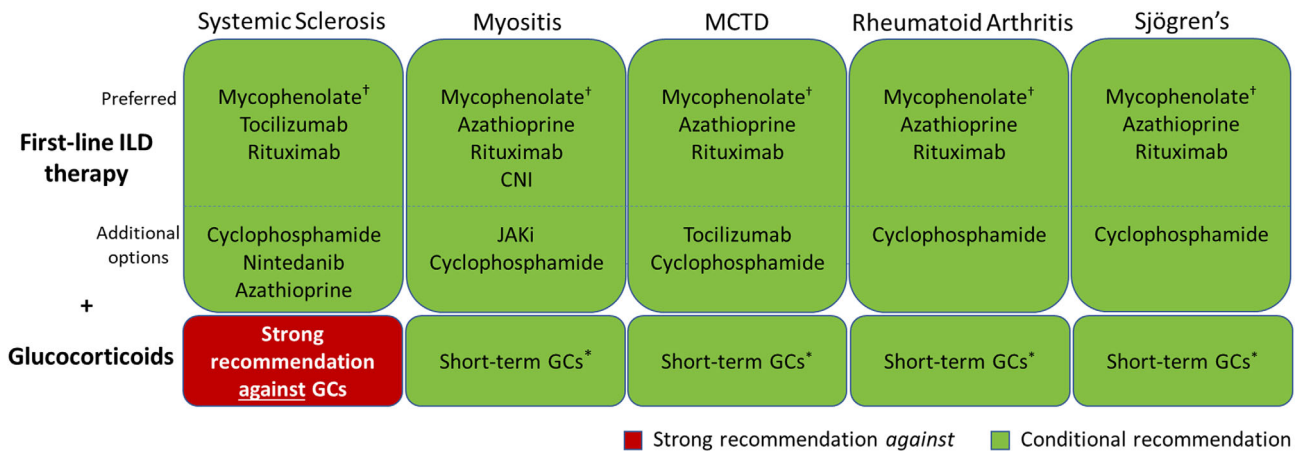 Systemic Sclerosis
Myositis
MCTD
Rheumatoid Arthritis
Sjögren's
First-line ILD
therapy
Preferred
Mycophenolate†
Tocilizumab
Rituximab
Mycophenolate†
Azathioprine
Rituximab
CNI
Mycophenolate†
Azathioprine
Rituximab
Mycophenolate†
Azathioprine
Rituximab
Mycophenolate†
Azathioprine
Rituximab
Additional
options
Cyclophosphamide
Nintedanib
Azathioprine
JAKi
Cyclophosphamide
Tocilizumab
Cyclophosphamide
Cyclophosphamide
Cyclophosphamide
+
Glucocorticoids
Strong
recommendation
against GCs
Short-term GCs*
Short-term GCs*
Short-term GCs*
Short-term GCs*
Strong recommendation against
Conditional recommendation